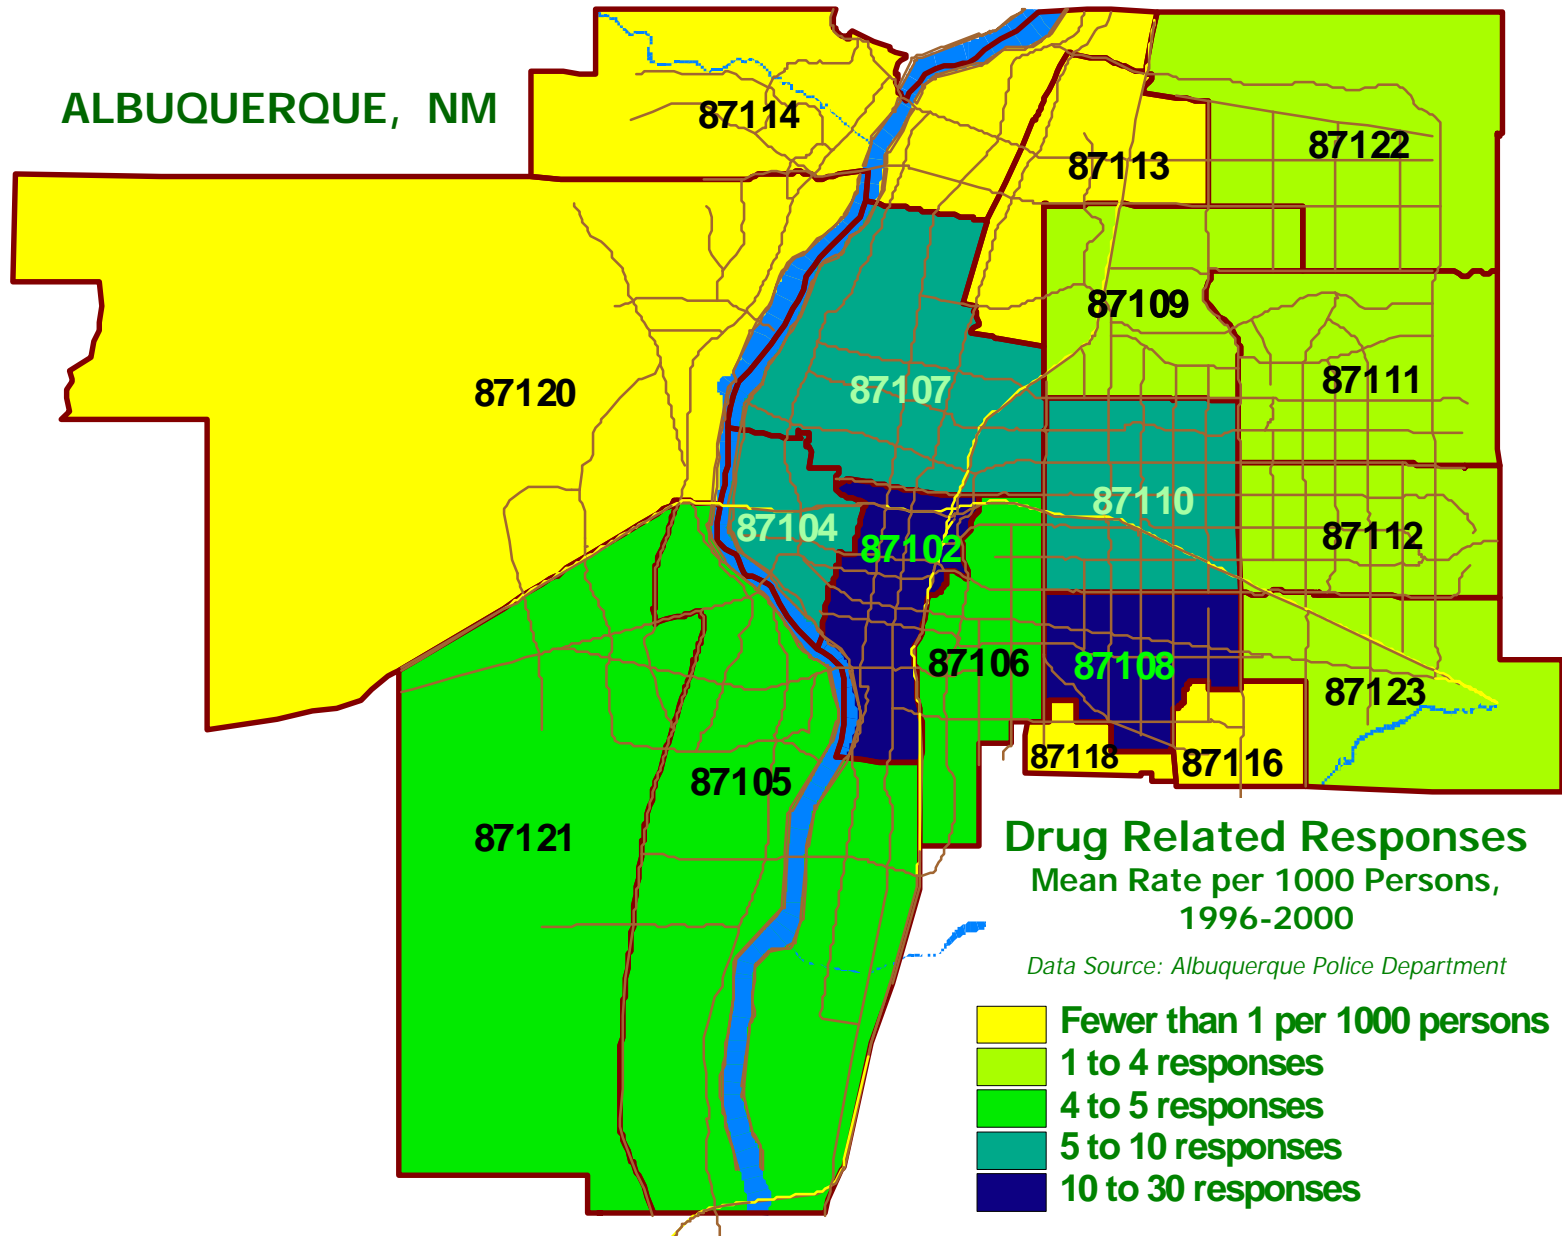 ALBUQUERQUE, NM
87114
87122
87113
87109
87120
87107
87111
87110
87104
87102
87112
87106
87108
87123
87118
87116
87105
87121
Drug Related Responses
Mean Rate per 1000 Persons,
1996-2000
Data Source: Albuquerque Police Department
Fewer than 1 per 1000 persons
1 to 4 responses
4 to 5 responses
5 to 10 responses
10 to 30 responses